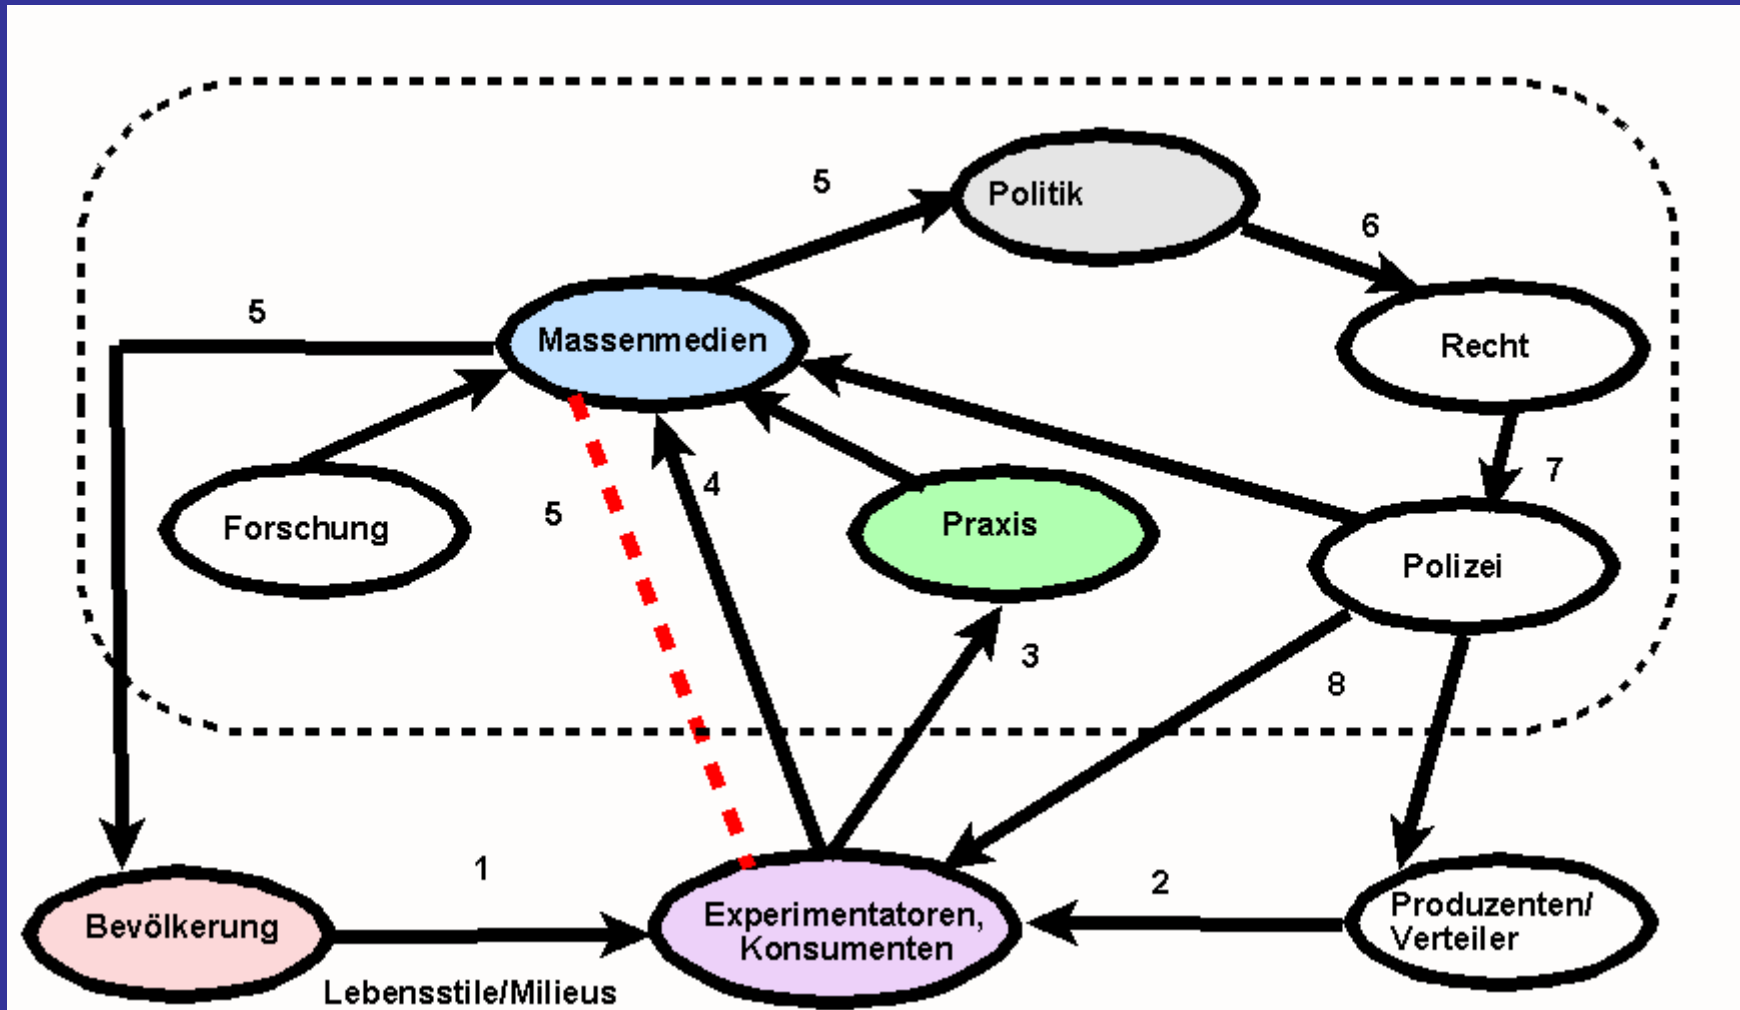 5
Politik
6
5
Massenmedien
Recht
4
7
5
Forschung
Praxis
Polizei
3
8
1
2
Bevölkerung
Experimentatoren,
Konsumenten
Produzenten/
Verteiler
Lebensstile/Milieus